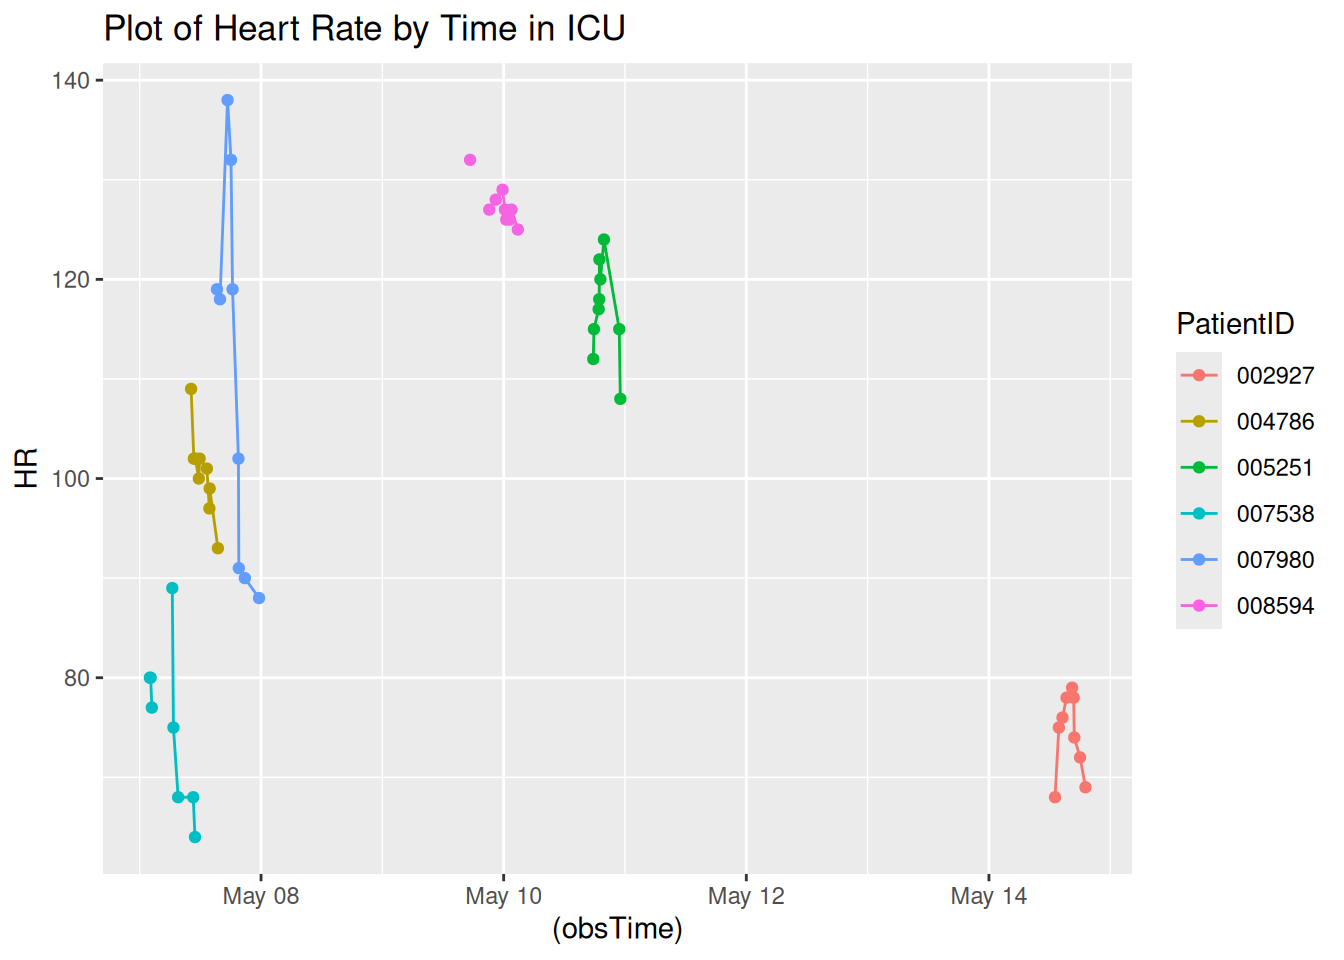 Plot of Heart Rate by Time in ICU
140
120
100
80
HR
May 08
May 10
May 12
May 14
(obsTime)
PatientID
002927
004786
005251
007538
007980
008594